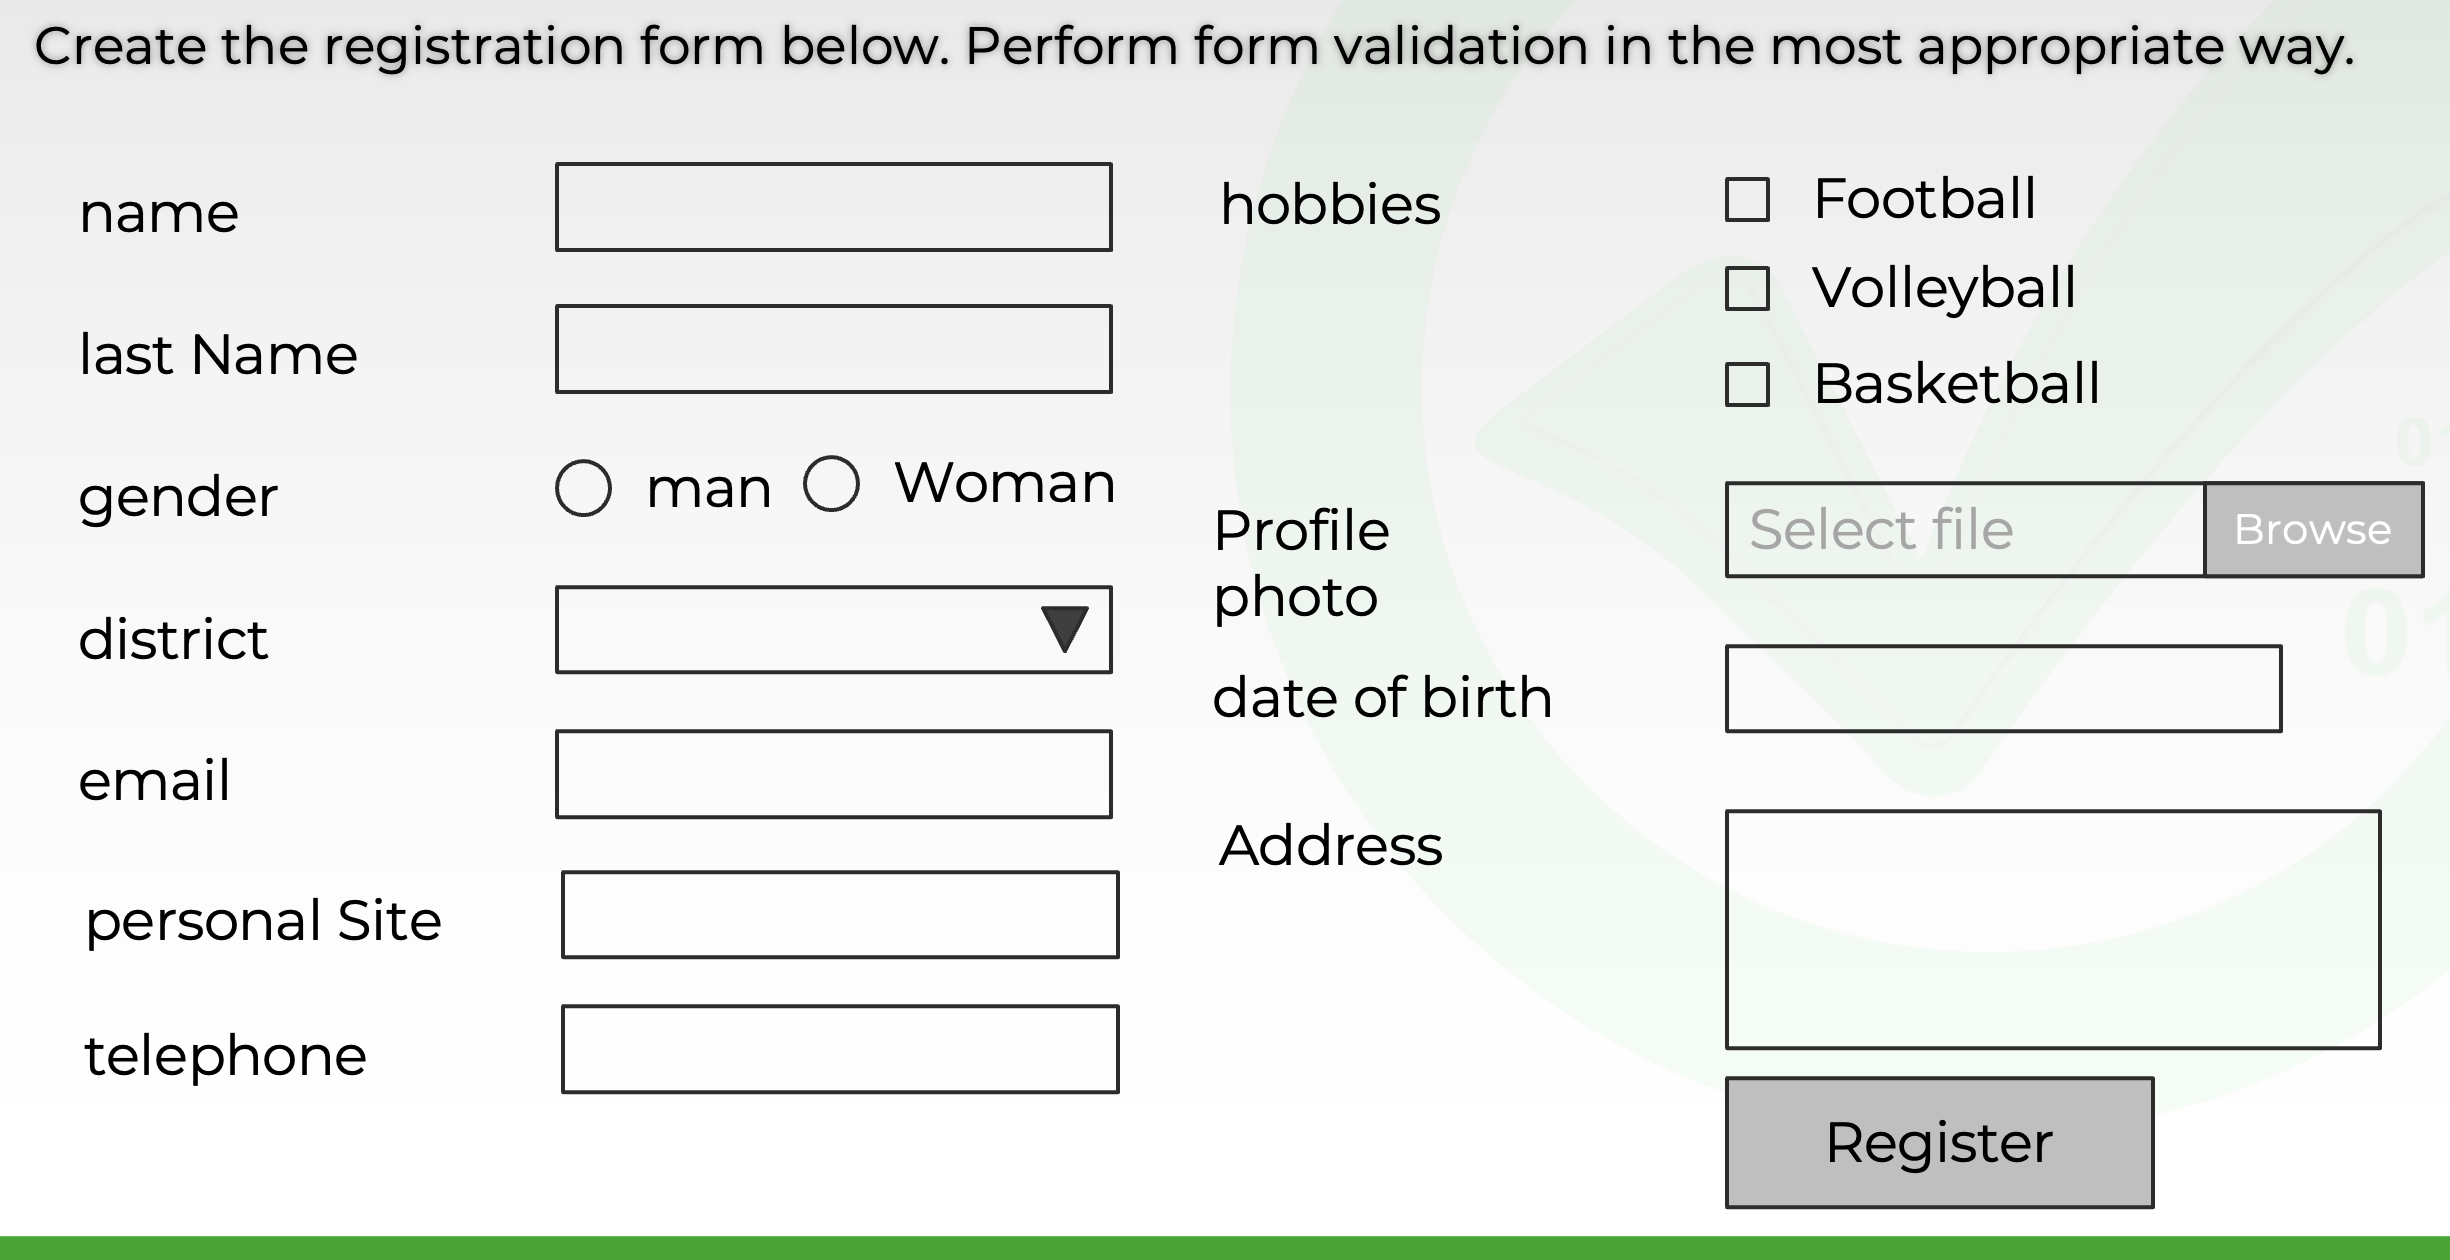 Create the registration form below. Perform form validation in the most appropriate way.
name
last Name
gender
man
Woman
district
email
personal Site
telephone
hobbies
Football
Volleyball
Basketball
Profile
photo
Select file
Browse
date of birth
Address
Register